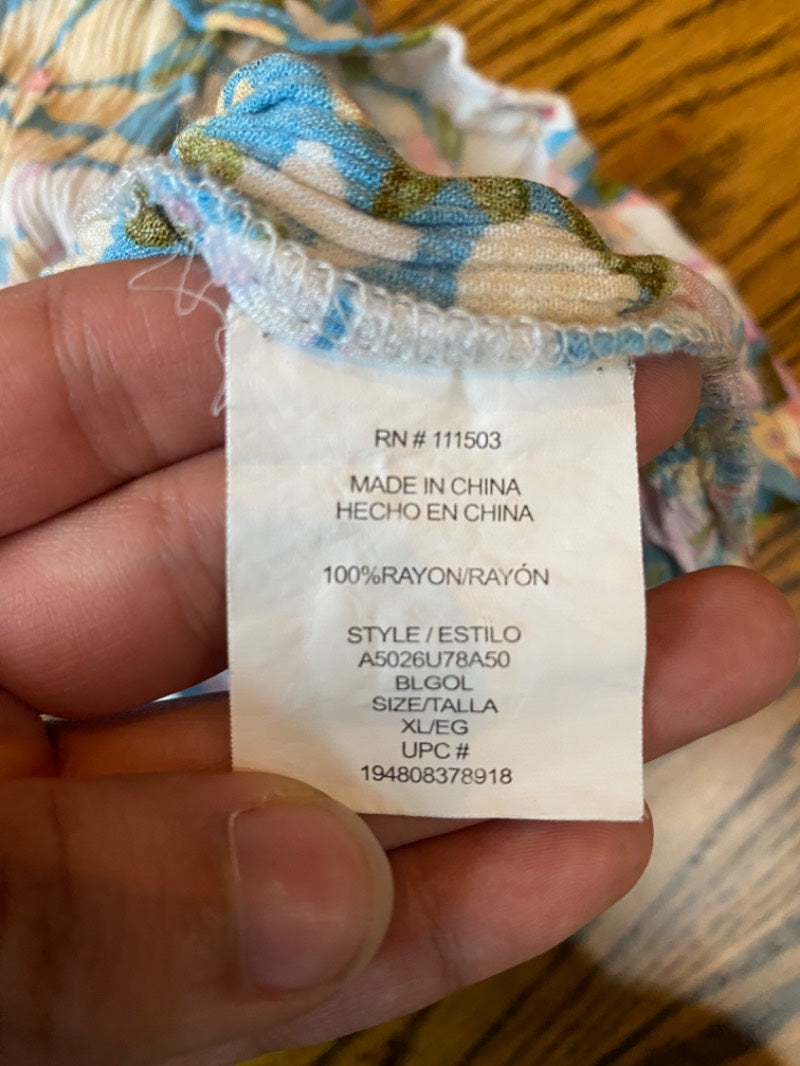 RN # 111503
MADE IN CHINA
HECHO EN CHINA
100%RAYON/RAYÓN
STYLE / ESTILO
A5026U78A50
BLGOL
SIZE/TALLA
XL/EG
UPC #
194808378918